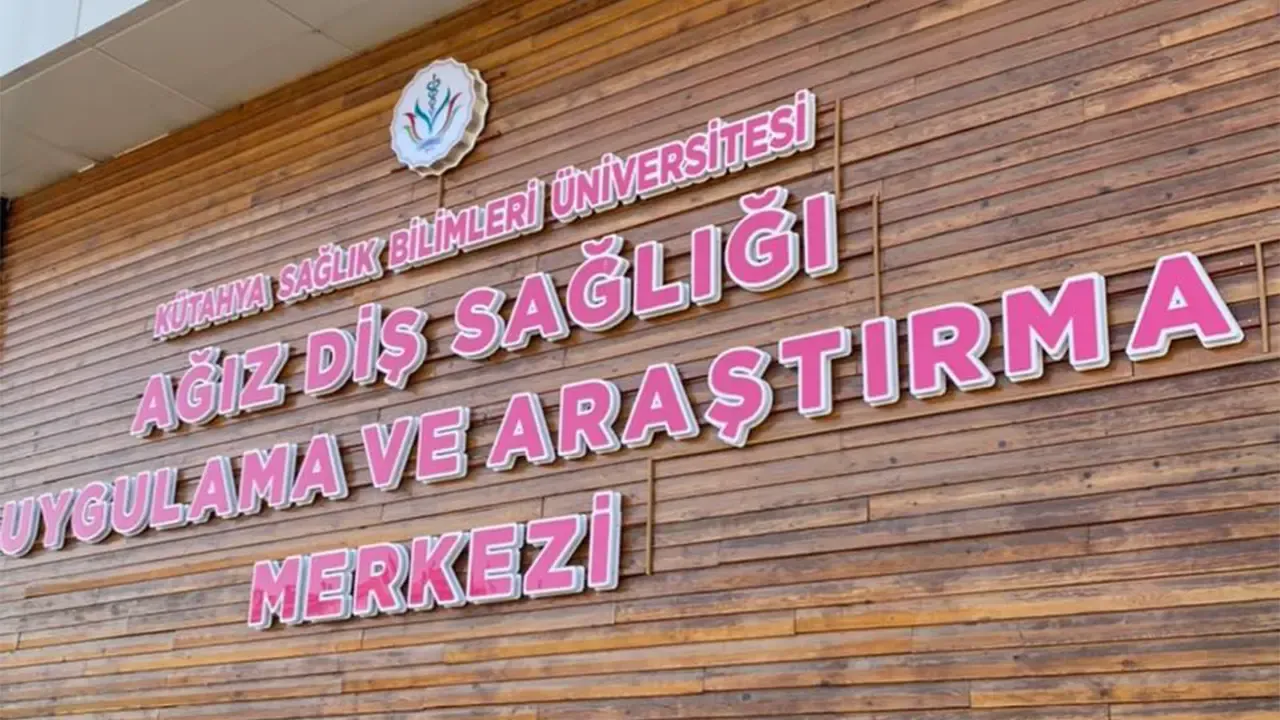 KÜTAHYA SAĞLIK BİLİMLERİ ÜNİVERSİTESİ
AĞIZ DİŞ SAĞLIĞI
UYGULAMA VE ARAŞTIRMA
MERKEZİ